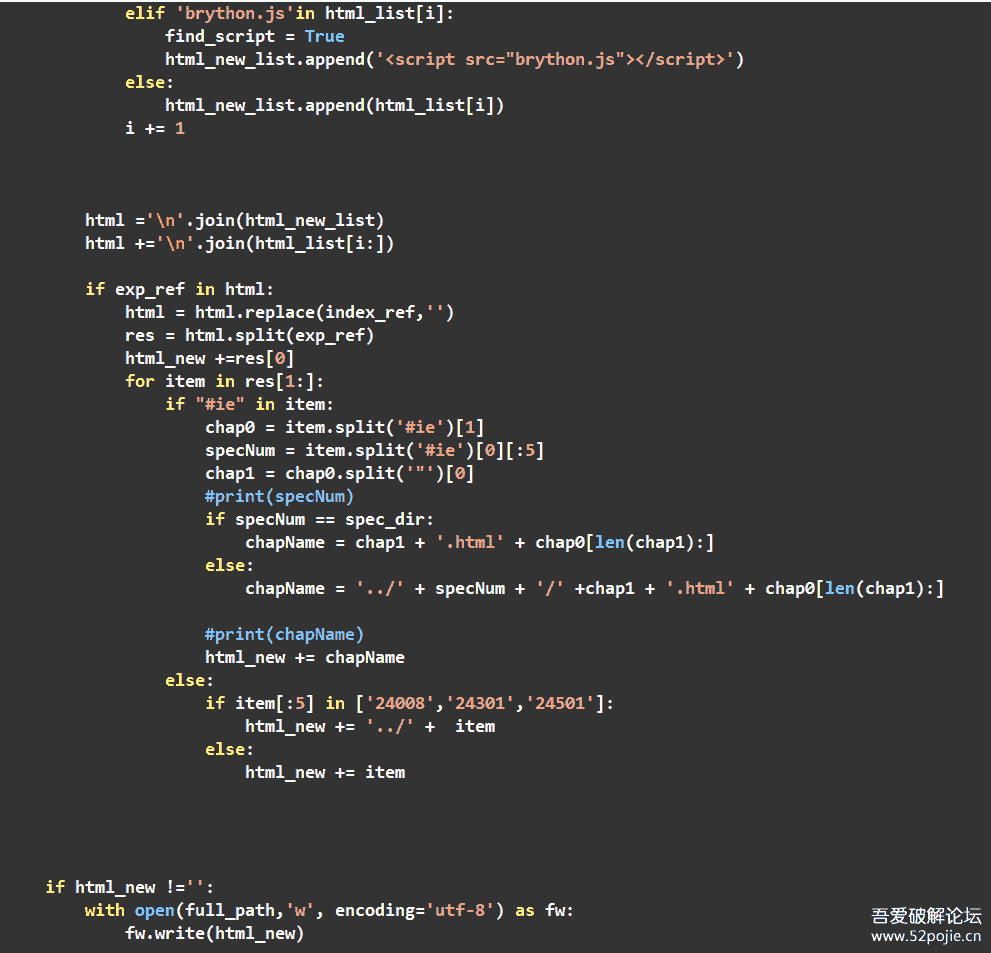 elif 'brython.js'in html_list[i]:
find_script = True
html_new_list.append('<script src="brython.js"></script>')
else:
html_new_list.append(html_list[i])
i += 1
html ='\n'.join(html_new_list)
html +='\n'.join(html_list[i:])
if exp_ref in html:
html = html.replace(index_ref,'')
res = html.split(exp_ref)
html_new +=res[0]
for item in res[1:]:
if "#ie" in item:
chap0 = item.split('#ie')[1]
specNum = item.split('#ie')[0][:5]
chap1 = chap0.split('"')[0]
#print(specNum)
if specNum == spec_dir:
chapName = chap1 + '.html' + chap0[len(chap1):]
else:
chapName = '../' + specNum + '/' +chap1 + '.html' + chap0[len(chap1):]
#print(chapName)
html_new += chapName
else:
if item[:5] in ['24008','24301','24501']:
html_new += '../' +  item
else:
html_new += item
if html_new !='':
with open(full_path,'w', encoding='utf-8') as fw:
fw.write(html_new)
吾爱破解论坛
www.52pojie.cn